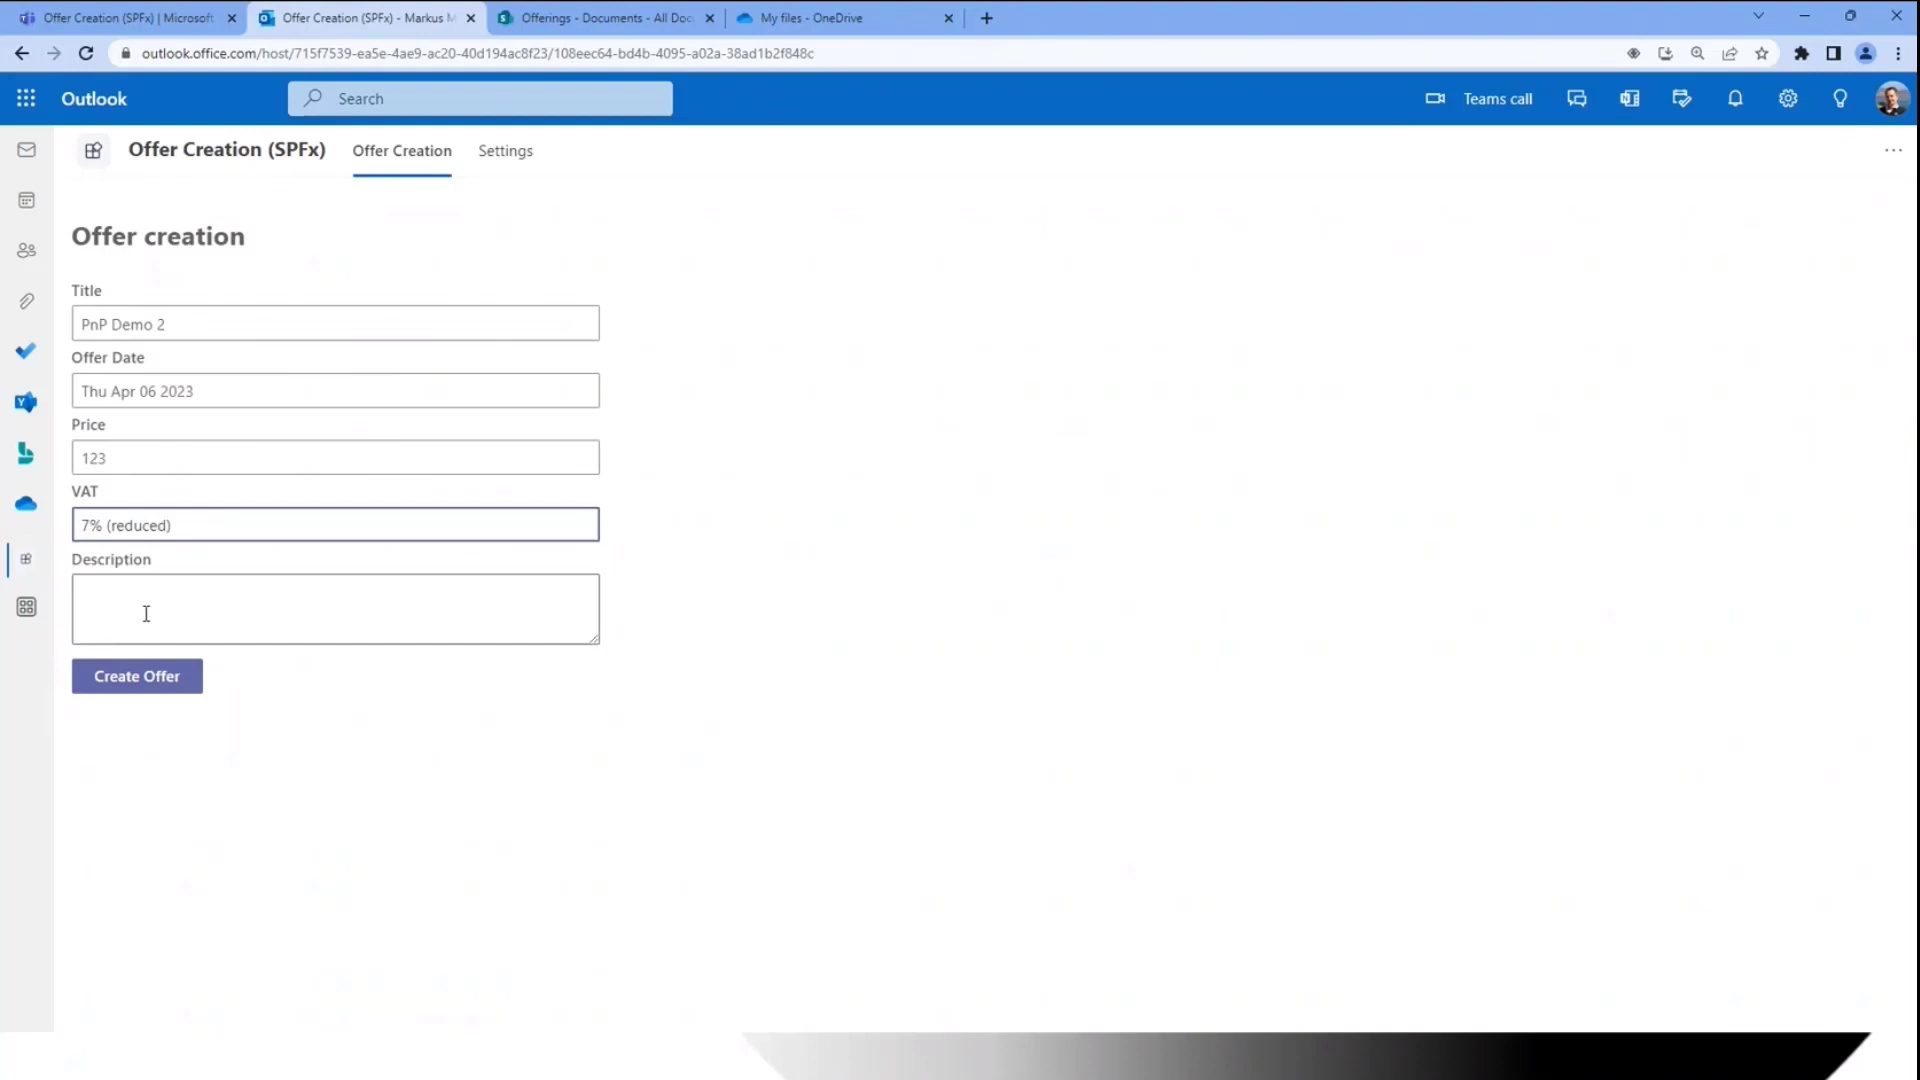 Offer Creation (SPFx) | Microsoft
Offer Creation (SPFx) - Markus M
Offerings - Documents - All Doc
My files - OneDrive
outlook.office.com/host/715f7539-ea5e-4ae9-ac20-40d194ac8f23/108eec64-bd4b-4095-a02a-38ad1b2f848c
Outlook
Search
Teams call
Offer Creation (SPFx)
Offer Creation
Settings
Offer creation
Title
PnP Demo 2
Offer Date
Thu Apr 06 2023
Price
123
VAT
7% (reduced)
Description
Create Offer